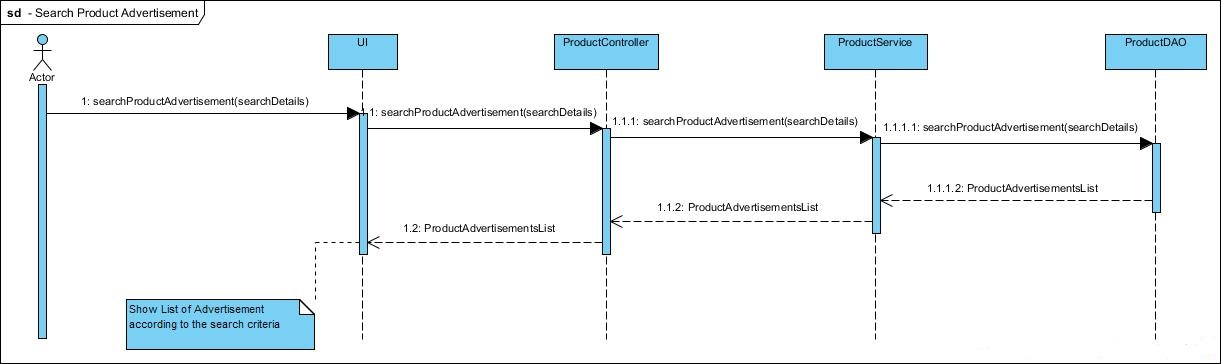 sd - Search Product Advertisement
Actor
UI
ProductController
ProductService
ProductDAO
1: searchProductAdvertisement(searchDetails)
1.1: searchProductAdvertisement(searchDetails)
1.1.1: searchProductAdvertisement(searchDetails)
1.1.1.1: searchProductAdvertisement(searchDetails)
1.1.1.2: ProductAdvertisementsList
1.1.2: ProductAdvertisementsList
1.2: ProductAdvertisementsList
Show List of Advertisement
according to the search criteria